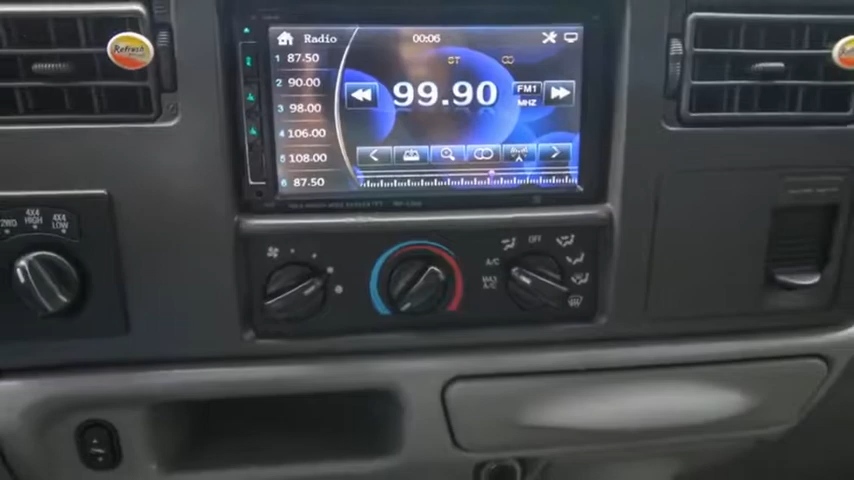 Radio
00:06
Refresh
1 87.50
2 90.00
3 98.00
4 106.00
5 108.00
6 87.50
ST
99.90
FM1
MHZ
2WD
4X4 HIGH
4X4 LOW
A/C
MAX A/C
OFF